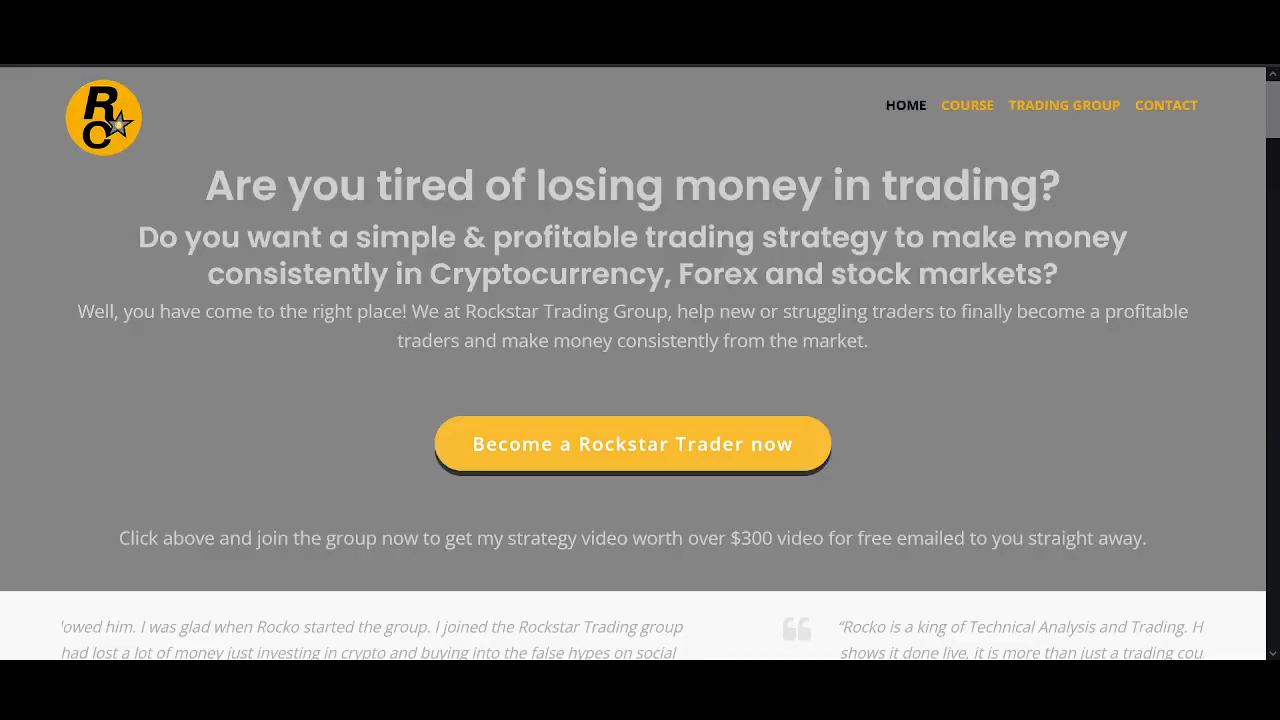 R
C
HOME COURSE TRADING GROUP CONTACT
Are you tired of losing money in trading?
Do you want a simple & profitable trading strategy to make money
consistently in Cryptocurrency, Forex and stock markets?
Well, you have come to the right place! We at Rockstar Trading Group, help new or struggling traders to finally become a profitable
traders and make money consistently from the market.
Become a Rockstar Trader now
Click above and join the group now to get my strategy video worth over $300 video for free emailed to you straight away.
lowed him. I was glad when Rocko started the group. I joined the Rockstar Trading group
had lost a lot of money just investing in crypto and buying into the false hypes on social
“Rocko is a king of Technical Analysis and Trading. H
shows it done live, it is more than just a trading cou